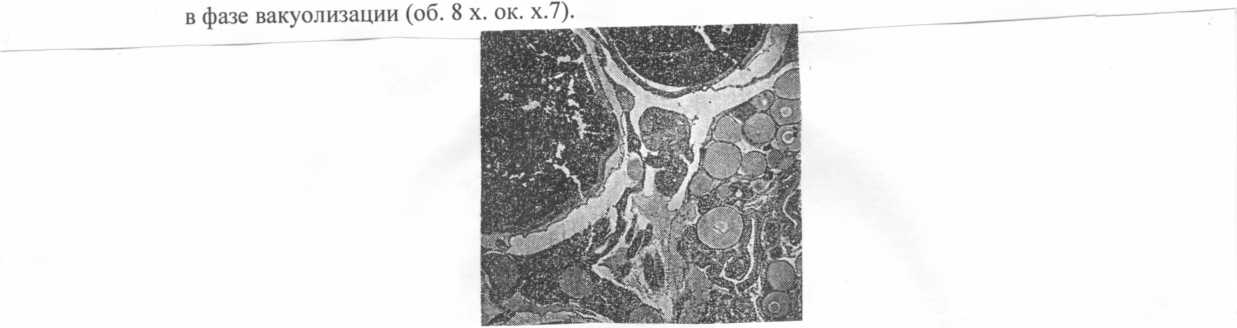 в фазе вакуолизации (об. 8 х. ок. х.7).